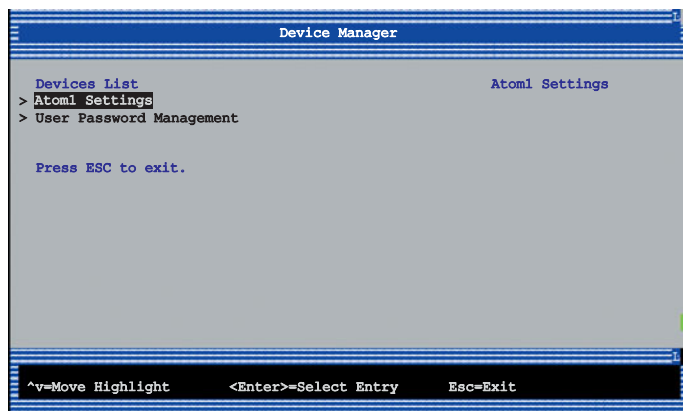 Device Manager
Devices List Atom1 Settings
> Atom1 Settings
> User Password Management
Press ESC to exit.
^v=Move Highlight <Enter>=Select Entry Esc=Exit